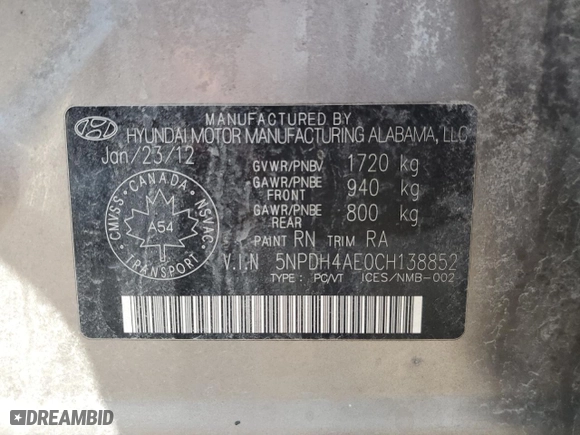 MANUFACTURED BY
HYUNDAI MOTOR MANUFACTURING ALABAMA, LLC
Jan/23/12
GVWR/PNBV 1720 kg
GAWR/PNBE FRONT 940 kg
GAWR/PNBE REAR 800 kg
PAINT RN TRIM RA
V.I.N 5NPDH4AE0CH138852
TYPE : PC/VT ICES/NMB-002
CANADA
CMVSS
NSVAC
A54
TRANSPORT
DREAMBID